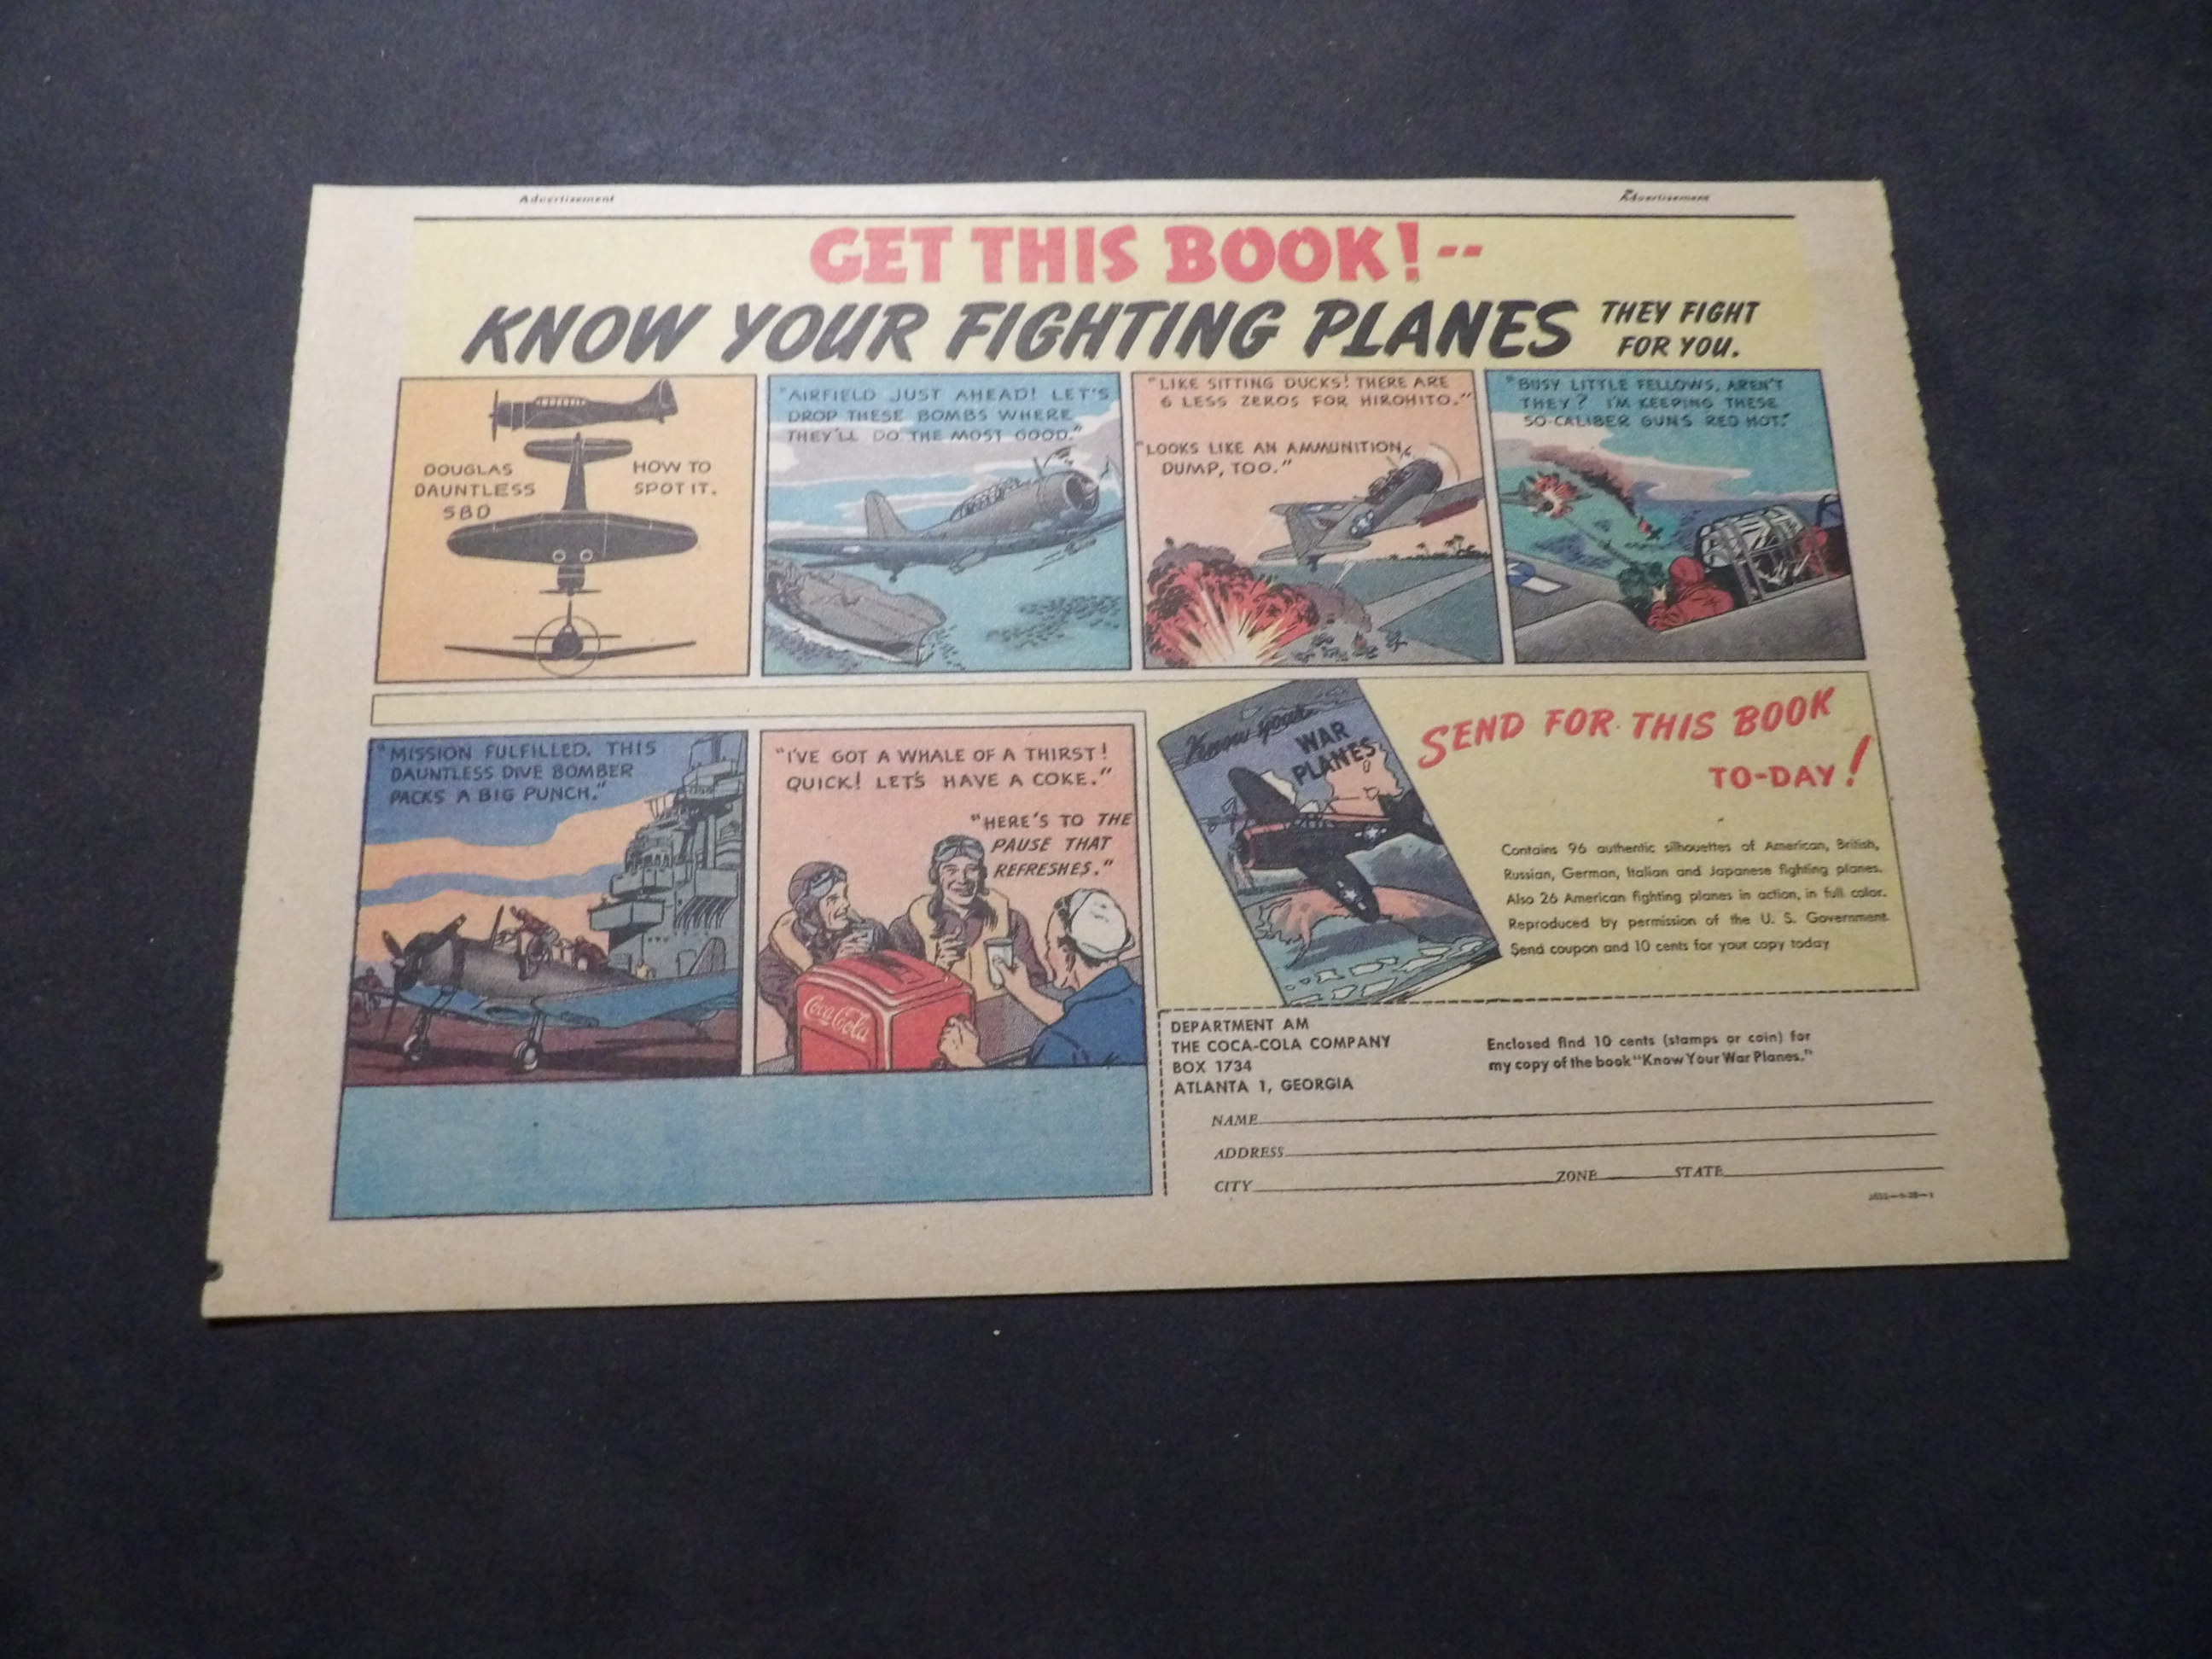 Advertisement
Advertisement
GET THIS BOOK!--
KNOW YOUR FIGHTING PLANES
THEY FIGHT
FOR YOU.
DOUGLAS
DAUNTLESS
SBD
HOW TO
SPOT IT.
"AIRFIELD JUST AHEAD! LET'S
DROP THESE BOMBS WHERE
THEY'LL DO THE MOST GOOD."
"LIKE SITTING DUCKS! THERE ARE
6 LESS ZEROS FOR HIROHITO."
"LOOKS LIKE AN AMMUNITION
DUMP, TOO."
"BUSY LITTLE FELLOWS, AREN'T
THEY? I'M KEEPING THESE
50-CALIBER GUNS RED HOT."
"MISSION FULFILLED. THIS
DAUNTLESS DIVE BOMBER
PACKS A BIG PUNCH."
"I'VE GOT A WHALE OF A THIRST!
QUICK! LET'S HAVE A COKE."
"HERE'S TO THE
PAUSE THAT
REFRESHES."
Coca-Cola
Know your
WAR
PLANES
SEND FOR THIS BOOK
TO-DAY!
Contains 96 authentic silhouettes of American, British,
Russian, German, Italian and Japanese fighting planes.
Also 26 American fighting planes in action, in full color.
Reproduced by permission of the U. S. Government.
Send coupon and 10 cents for your copy today
DEPARTMENT AM
THE COCA-COLA COMPANY
BOX 1734
ATLANTA 1, GEORGIA
Enclosed find 10 cents (stamps or coin) for
my copy of the book "Know Your War Planes."
NAME
ADDRESS
CITY ZONE STATE